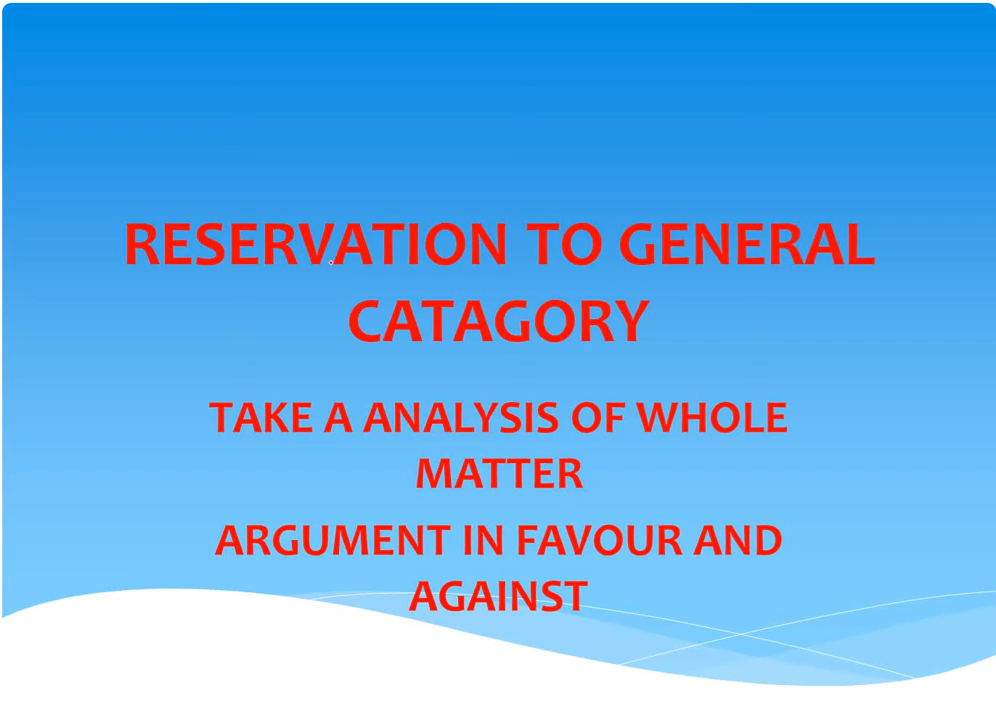 RESERVATION TO GENERAL
CATAGORY
TAKE A ANALYSIS OF WHOLE
MATTER
ARGUMENT IN FAVOUR AND
AGAINST